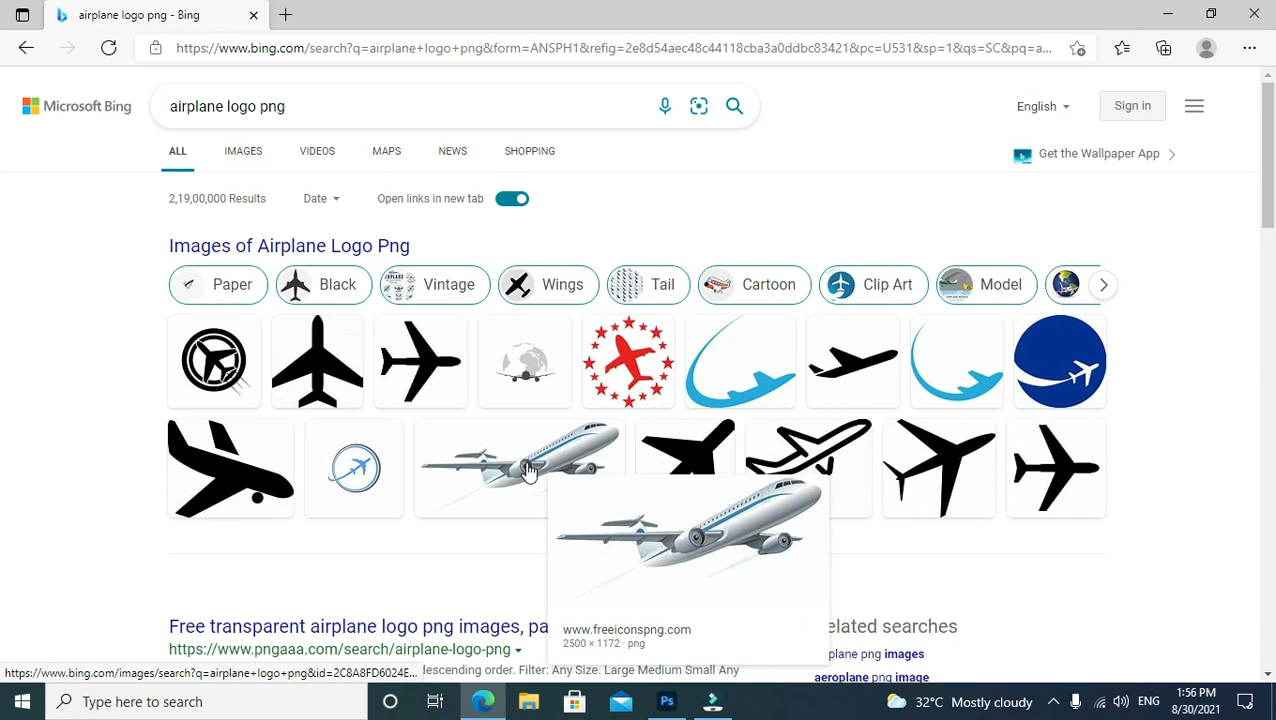 airplane logo png - Bing
https://www.bing.com/search?q=airplane+logo+png&form=ANSPH1&refig=2e8d54aec48c44118cba3a0ddbc83421&pc=U531&sp=1&qs=SC&pq=a...
Microsoft Bing
airplane logo png
English
Sign in
ALL
IMAGES
VIDEOS
MAPS
NEWS
SHOPPING
Get the Wallpaper App
2,19,00,000 Results
Date
Open links in new tab
Images of Airplane Logo Png
Paper
Black
Vintage
Wings
Tail
Cartoon
Clip Art
Model
www.freeiconspng.com
2500 × 1172 · png
Free transparent airplane logo png images, pa
elated searches
https://www.pngaaa.com/search/airplane-logo-png
airplane png images
https://www.bing.com/images/search?q=airplane+logo+png&id=2C8A8FD6024E...
descending order. Filter: Any Size. Large Medium Small Any
aeroplane png image
Type here to search
Ps
32°C Mostly cloudy
ENG
1:56 PM
8/30/2021